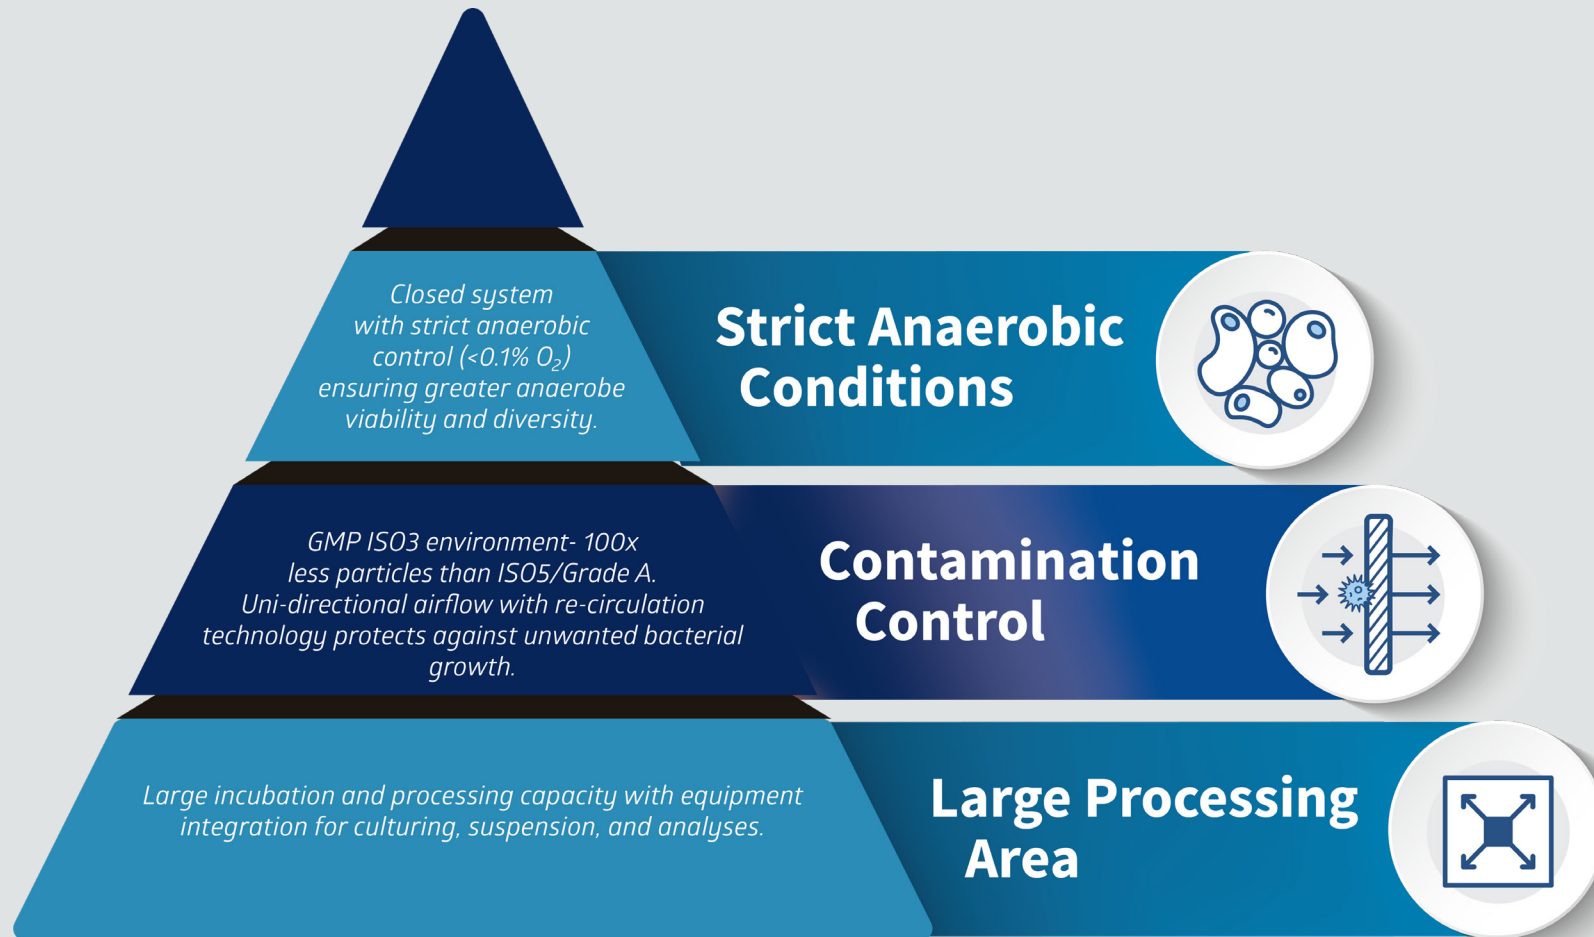 Closed system
with strict anaerobic
control (<0.1% O₂)
ensuring greater anaerobe
viability and diversity.
Strict Anaerobic
Conditions
GMP ISO3 environment- 100x
less particles than ISO5/Grade A.
Uni-directional airflow with re-circulation
technology protects against unwanted bacterial
growth.
Contamination
Control
Large incubation and processing capacity with equipment
integration for culturing, suspension, and analyses.
Large Processing
Area